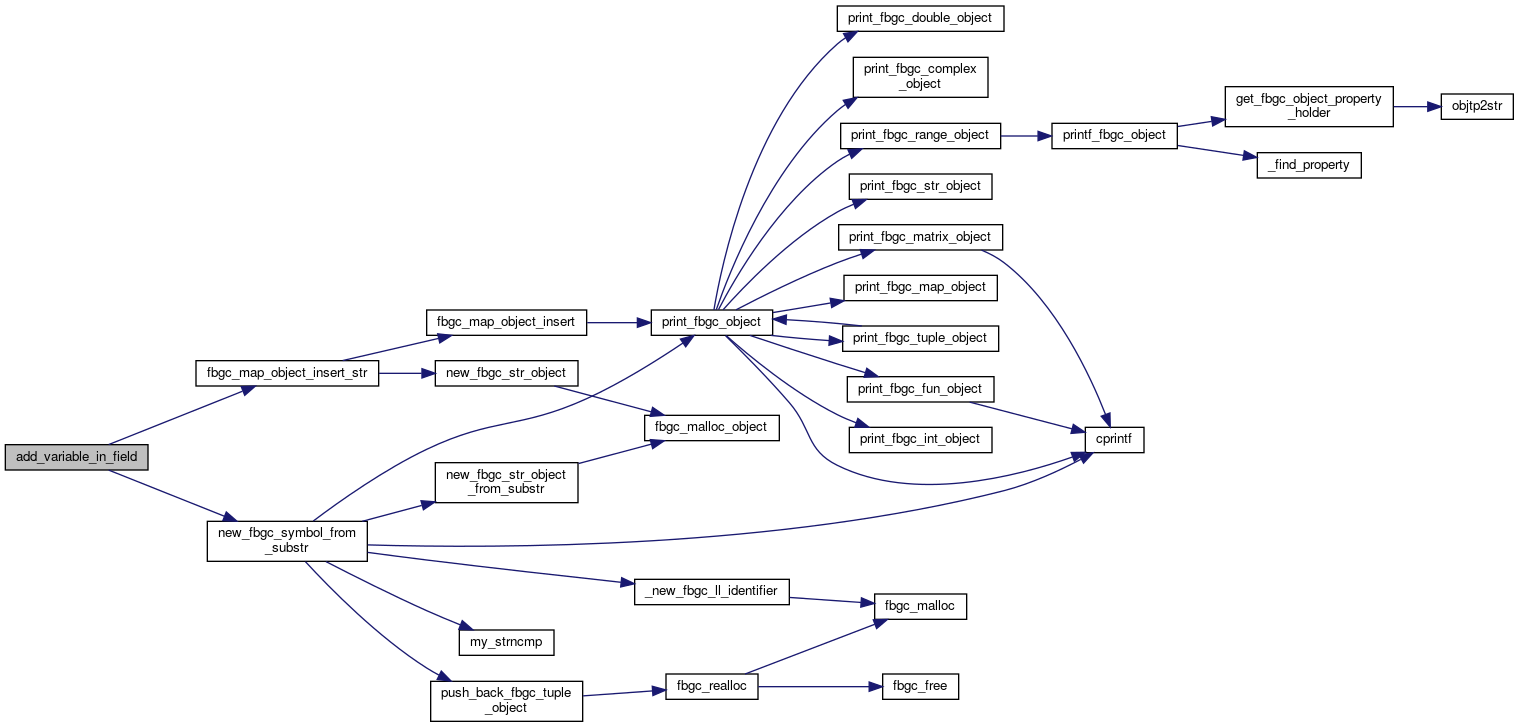 print_fbgc_double_object
print_fbgc_complex
_object
print_fbgc_range_object
printf_fbgc_object
get_fbgc_object_property
_holder
objtp2str
_find_property
print_fbgc_str_object
print_fbgc_matrix_object
print_fbgc_map_object
fbgc_map_object_insert
print_fbgc_object
print_fbgc_tuple_object
fbgc_map_object_insert_str
new_fbgc_str_object
print_fbgc_fun_object
fbgc_malloc_object
print_fbgc_int_object
cprintf
add_variable_in_field
new_fbgc_str_object
_from_substr
new_fbgc_symbol_from
_substr
_new_fbgc_ll_identifier
fbgc_malloc
my_strncmp
push_back_fbgc_tuple
_object
fbgc_realloc
fbgc_free